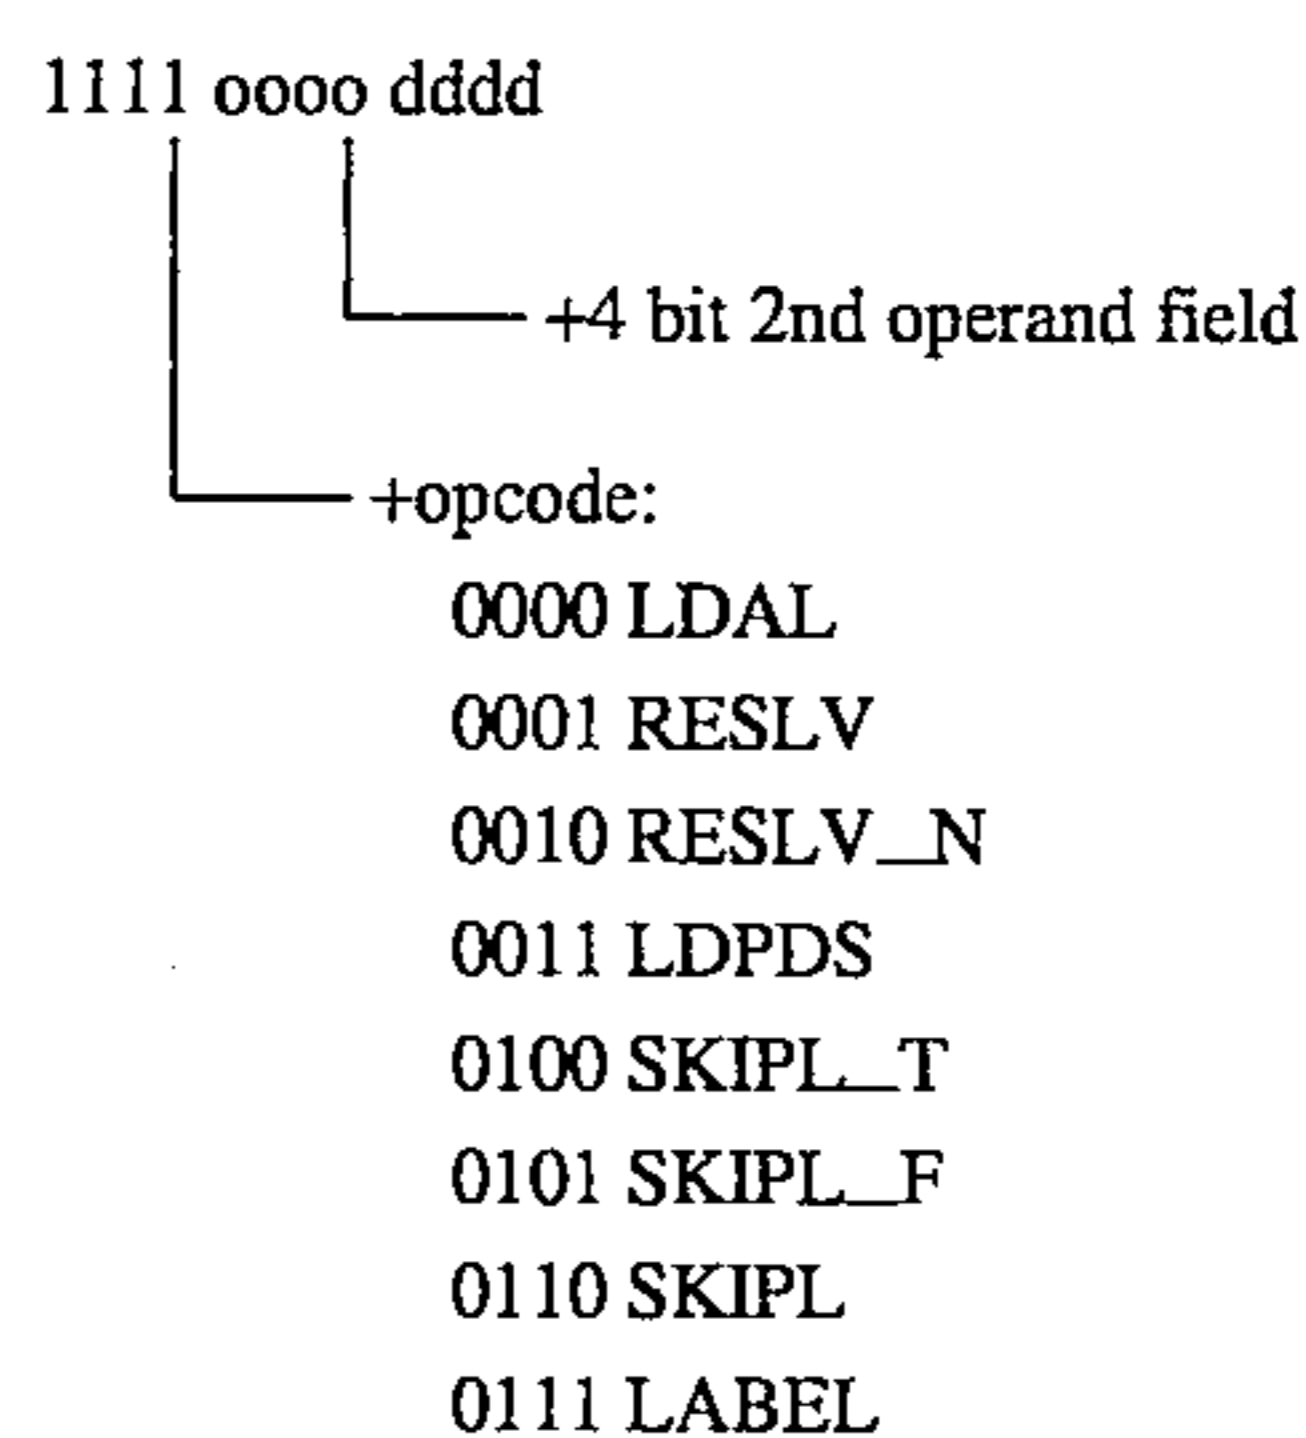 1111 oooo dddd
+4 bit 2nd operand field
+opcode:
0000 LDAL
0001 RESLV
0010 RESLV_N
0011 LDPDS
0100 SKIPL_T
0101 SKIPL_F
0110 SKIPL
0111 LABEL